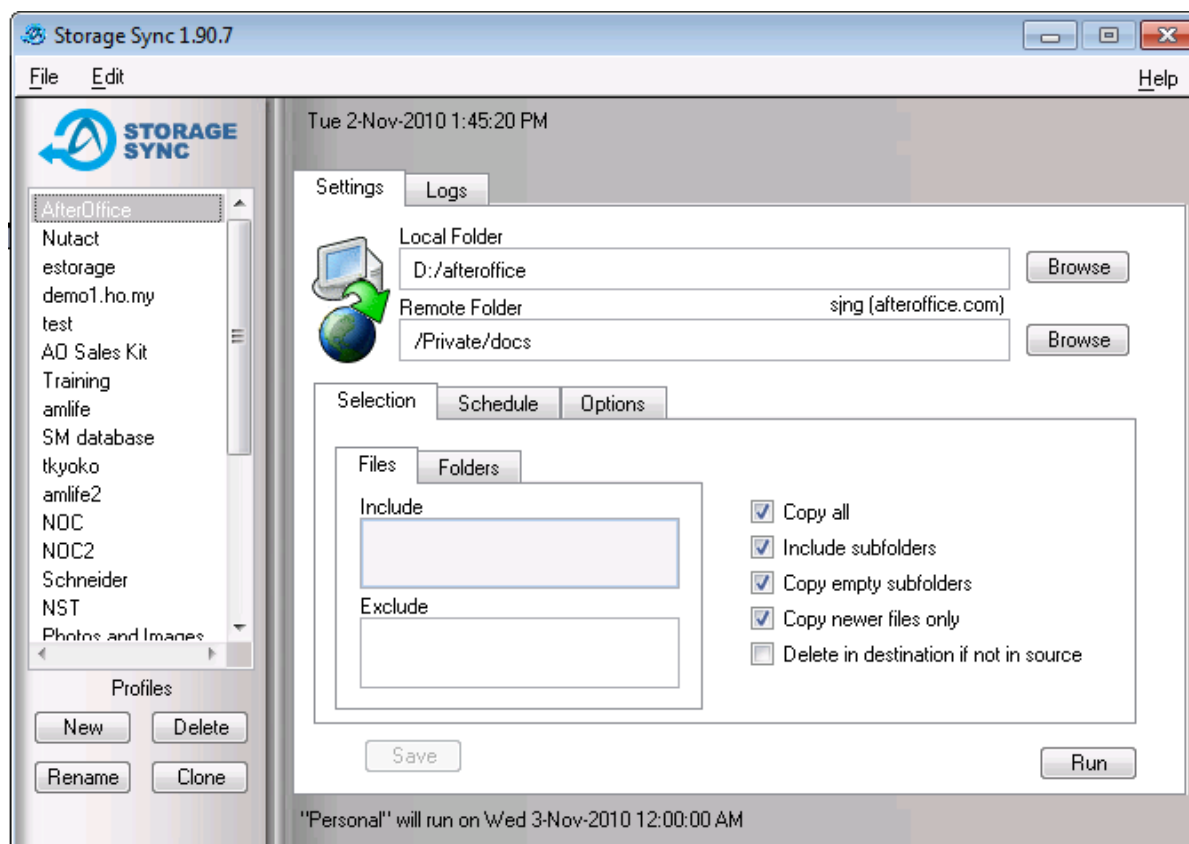 Storage Sync 1.90.7
File Edit Help
STORAGE
SYNC
Tue 2-Nov-2010 1:45:20 PM
AfterOffice
Nutact
estorage
demo1.ho.my
test
AO Sales Kit
Training
amlife
SM database
tkyoko
amlife2
NOC
NOC2
Schneider
NST
Photos and Images
Profiles
New Delete
Rename Clone
Settings Logs
Local Folder
D:/afteroffice Browse
Remote Folder sjng (afteroffice.com)
/Private/docs Browse
Selection Schedule Options
Files Folders
Include
Exclude
Copy all
Include subfolders
Copy empty subfolders
Copy newer files only
Delete in destination if not in source
Save Run
"Personal" will run on Wed 3-Nov-2010 12:00:00 AM